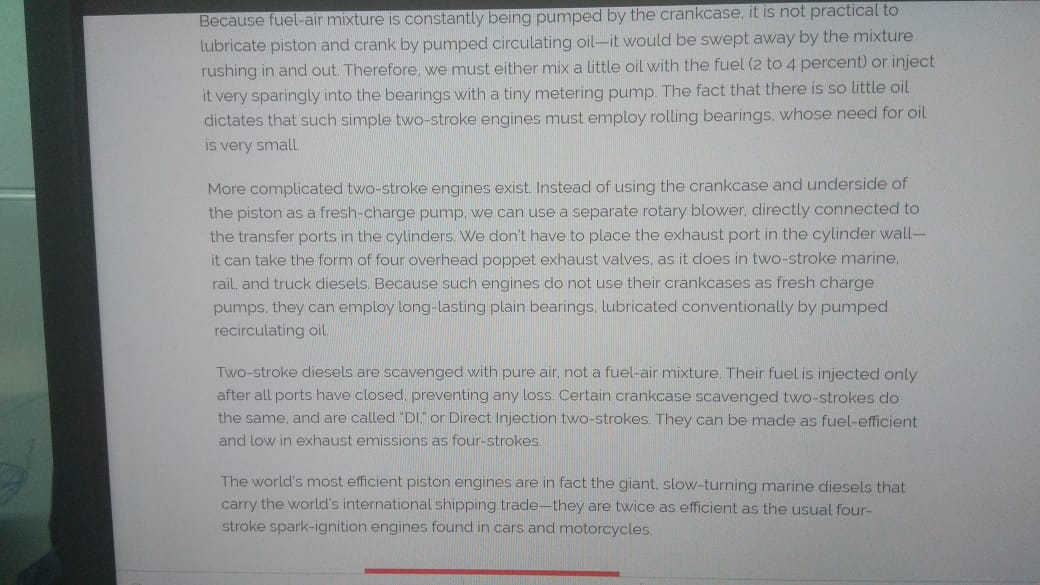 Because fuel-air mixture is constantly being pumped by the crankcase, it is not practical to
lubricate piston and crank by pumped circulating oil—it would be swept away by the mixture
rushing in and out. Therefore, we must either mix a little oil with the fuel (2 to 4 percent) or inject
it very sparingly into the bearings with a tiny metering pump. The fact that there is so little oil
dictates that such simple two-stroke engines must employ rolling bearings, whose need for oil
is very small.
More complicated two-stroke engines exist. Instead of using the crankcase and underside of
the piston as a fresh-charge pump, we can use a separate rotary blower, directly connected to
the transfer ports in the cylinders. We don't have to place the exhaust port in the cylinder wall—
it can take the form of four overhead poppet exhaust valves, as it does in two-stroke marine,
rail, and truck diesels. Because such engines do not use their crankcases as fresh charge
pumps, they can employ long-lasting plain bearings, lubricated conventionally by pumped
recirculating oil.
Two-stroke diesels are scavenged with pure air, not a fuel-air mixture. Their fuel is injected only
after all ports have closed, preventing any loss. Certain crankcase scavenged two-strokes do
the same, and are called “DI,” or Direct Injection two-strokes. They can be made as fuel-efficient
and low in exhaust emissions as four-strokes.
The world's most efficient piston engines are in fact the giant, slow-turning marine diesels that
carry the world's international shipping trade—they are twice as efficient as the usual four-
stroke spark-ignition engines found in cars and motorcycles.